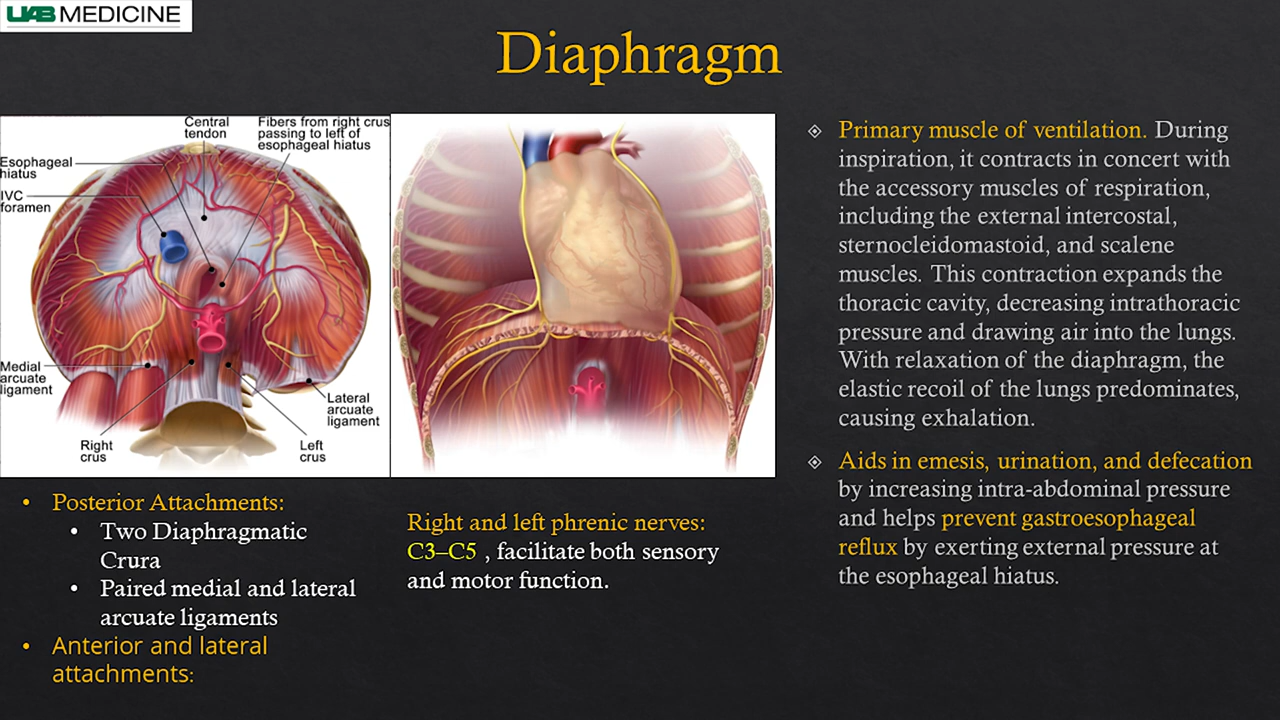 UAB MEDICINE
Diaphragm
Central
tendon
Fibers from right crus
passing to left of
esophageal hiatus
Esophageal
hiatus
IVC
foramen
Medial
arcuate
ligament
Lateral
arcuate
ligament
Right
crus
Left
crus
• Posterior Attachments:
• Two Diaphragmatic
Crura
• Paired medial and lateral
arcuate ligaments
• Anterior and lateral
attachments:
Right and left phrenic nerves:
C3–C5 , facilitate both sensory
and motor function.
Primary muscle of ventilation. During
inspiration, it contracts in concert with
the accessory muscles of respiration,
including the external intercostal,
sternocleidomastoid, and scalene
muscles. This contraction expands the
thoracic cavity, decreasing intrathoracic
pressure and drawing air into the lungs.
With relaxation of the diaphragm, the
elastic recoil of the lungs predominates,
causing exhalation.
Aids in emesis, urination, and defecation
by increasing intra-abdominal pressure
and helps prevent gastroesophageal
reflux by exerting external pressure at
the esophageal hiatus.